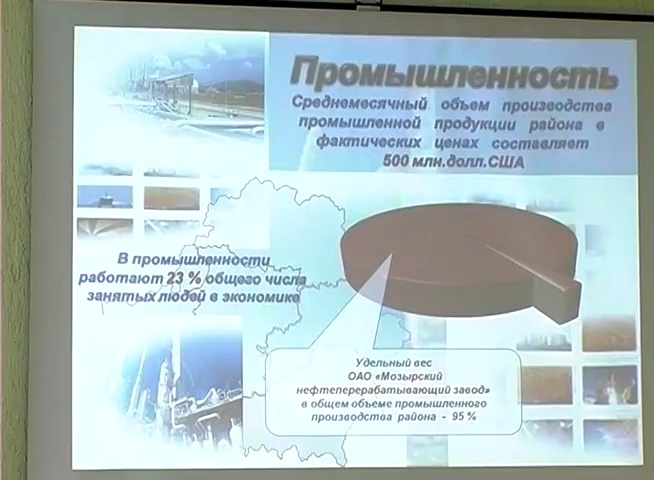 Промышленность
Среднемесячный объем производства
промышленной продукции района в
фактических ценах составляет
500 млн.долл.США
В промышленности
работают 23 % общего числа
занятых людей в экономике
Удельный вес
ОАО «Мозырский
нефтеперерабатывающий завод»
в общем объеме промышленного
производства района - 95 %